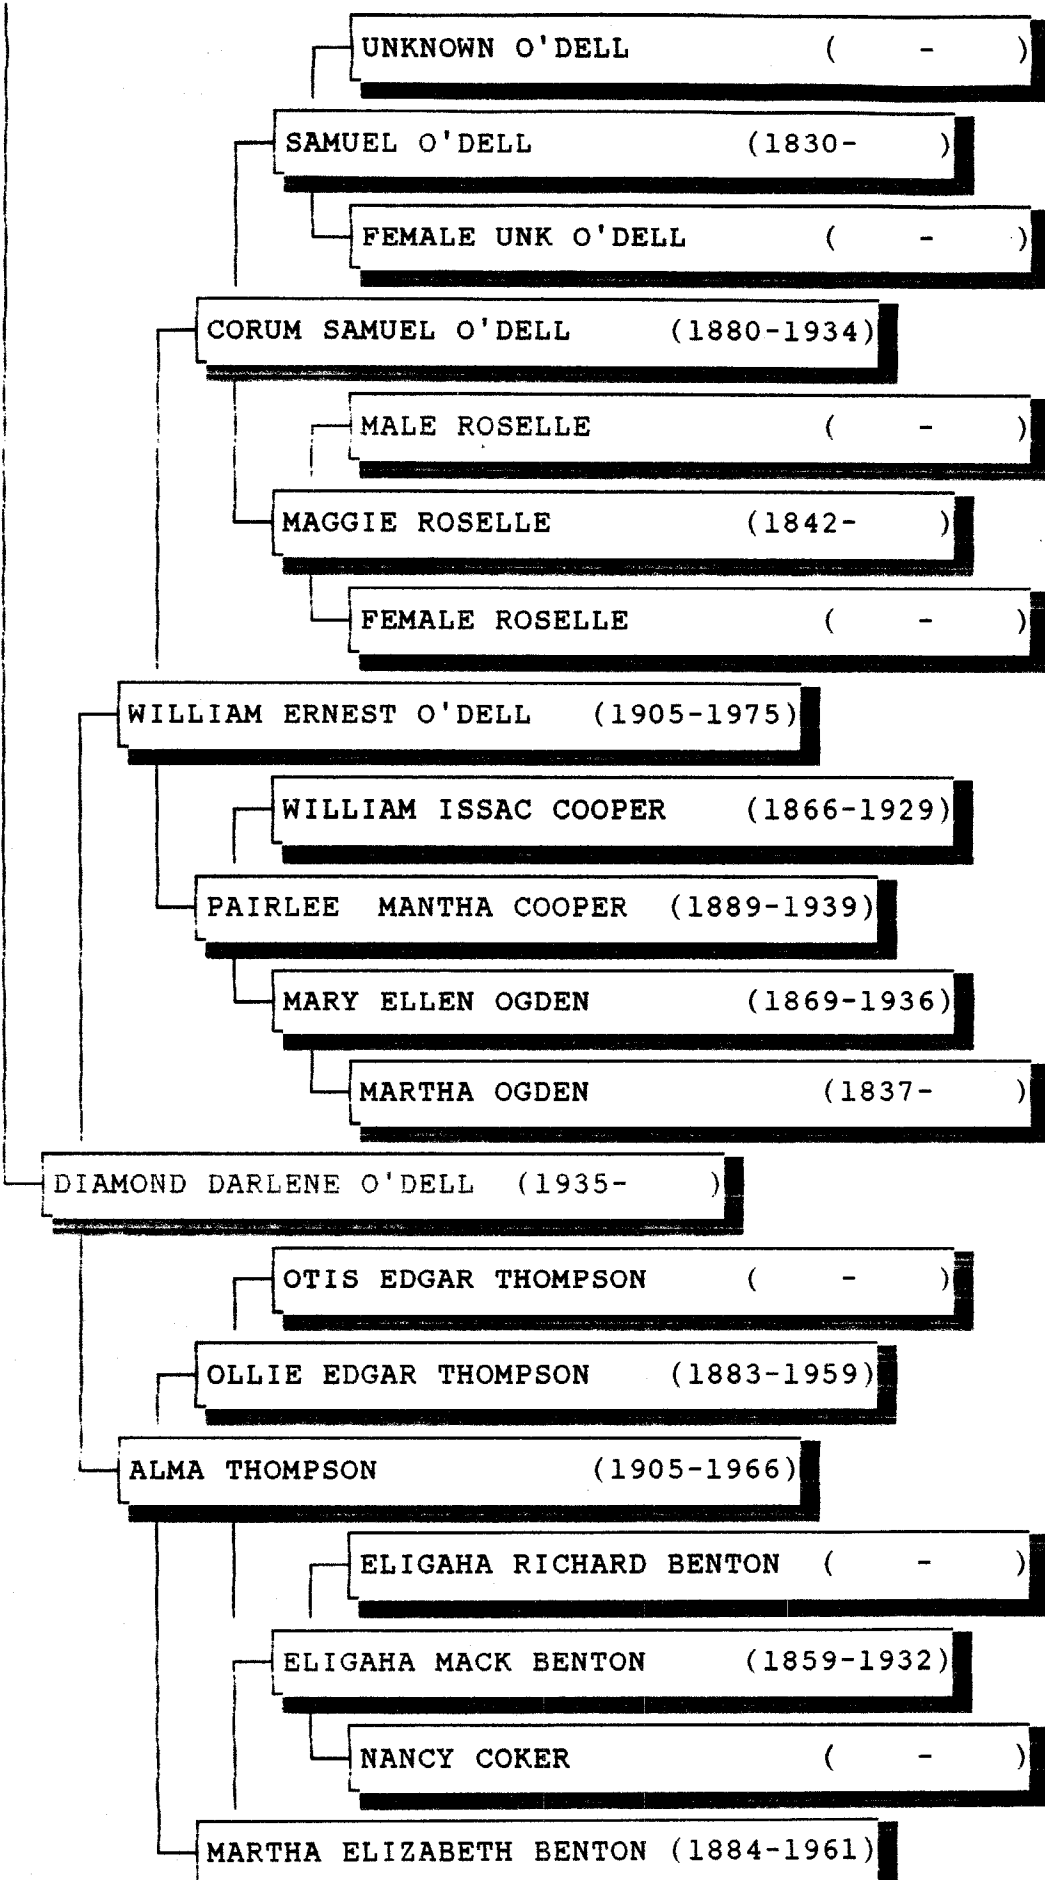 UNKNOWN O'DELL ( - )
SAMUEL O'DELL (1830- )
FEMALE UNK O'DELL ( - )
CORUM SAMUEL O'DELL (1880-1934)
MALE ROSELLE ( - )
MAGGIE ROSELLE (1842- )
FEMALE ROSELLE ( - )
WILLIAM ERNEST O'DELL (1905-1975)
WILLIAM ISSAC COOPER (1866-1929)
PAIRLEE MANTHA COOPER (1889-1939)
MARY ELLEN OGDEN (1869-1936)
MARTHA OGDEN (1837- )
DIAMOND DARLENE O'DELL (1935- )
OTIS EDGAR THOMPSON ( - )
OLLIE EDGAR THOMPSON (1883-1959)
ALMA THOMPSON (1905-1966)
ELIGAHA RICHARD BENTON ( - )
ELIGAHA MACK BENTON (1859-1932)
NANCY COKER ( - )
MARTHA ELIZABETH BENTON (1884-1961)